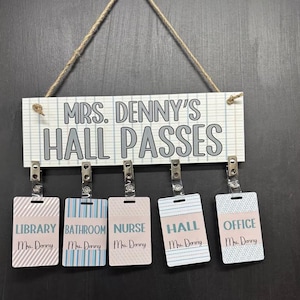 MRS. DENNY'S
HALL PASSES
LIBRARY
Mrs. Denny
BATHROOM
Mrs. Denny
NURSE
Mrs. Denny
HALL
Mrs. Denny
OFFICE
Mrs. Denny